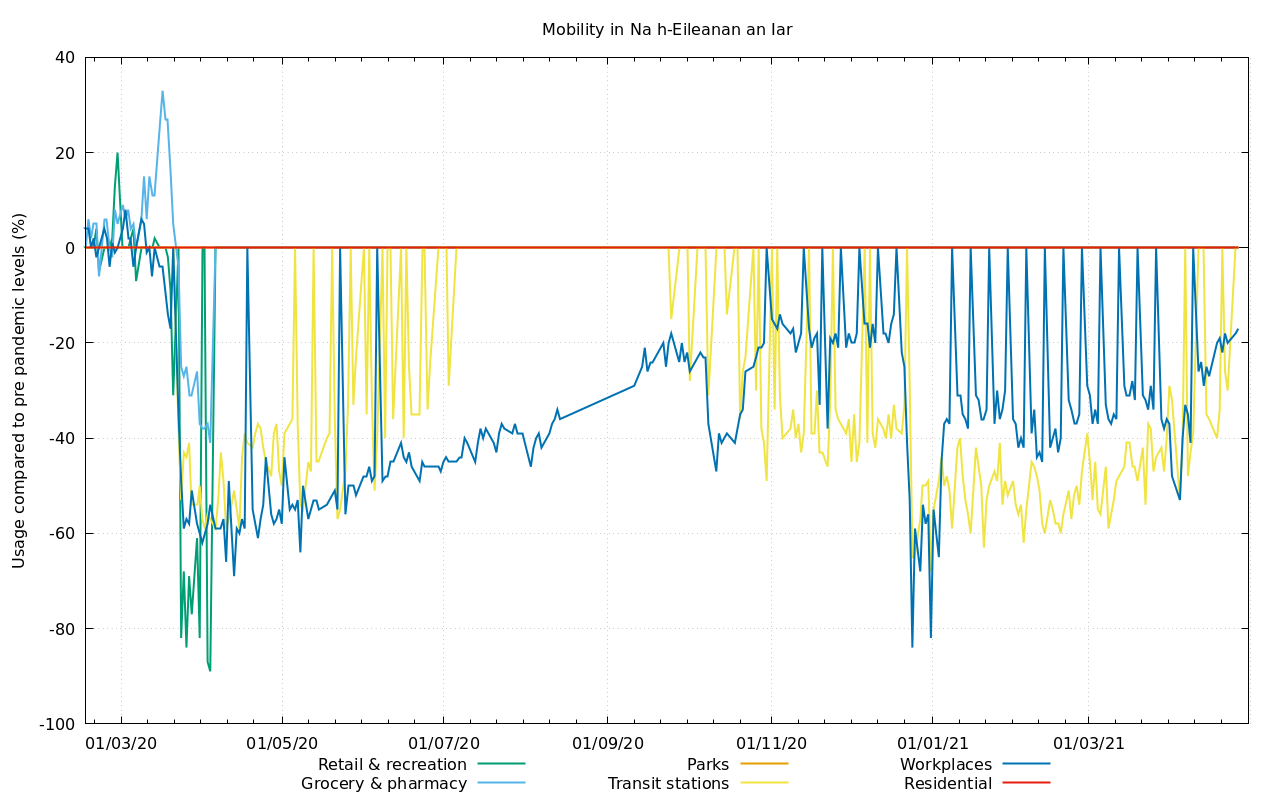 Mobility in Na h-Eileanan an Iar
Usage compared to pre pandemic levels (%)
40
20
0
-20
-40
-60
-80
-100
01/03/20 01/05/20 01/07/20 01/09/20 01/11/20 01/01/21 01/03/21
Retail & recreation Parks Workplaces
Grocery & pharmacy Transit stations Residential